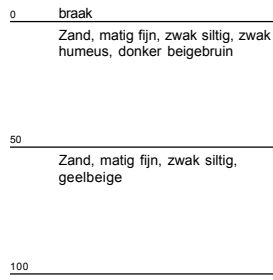 0 braak
Zand, matig fijn, zwak siltig, zwak
humeus, donker beigebruin
50
Zand, matig fijn, zwak siltig,
geelbeige
100